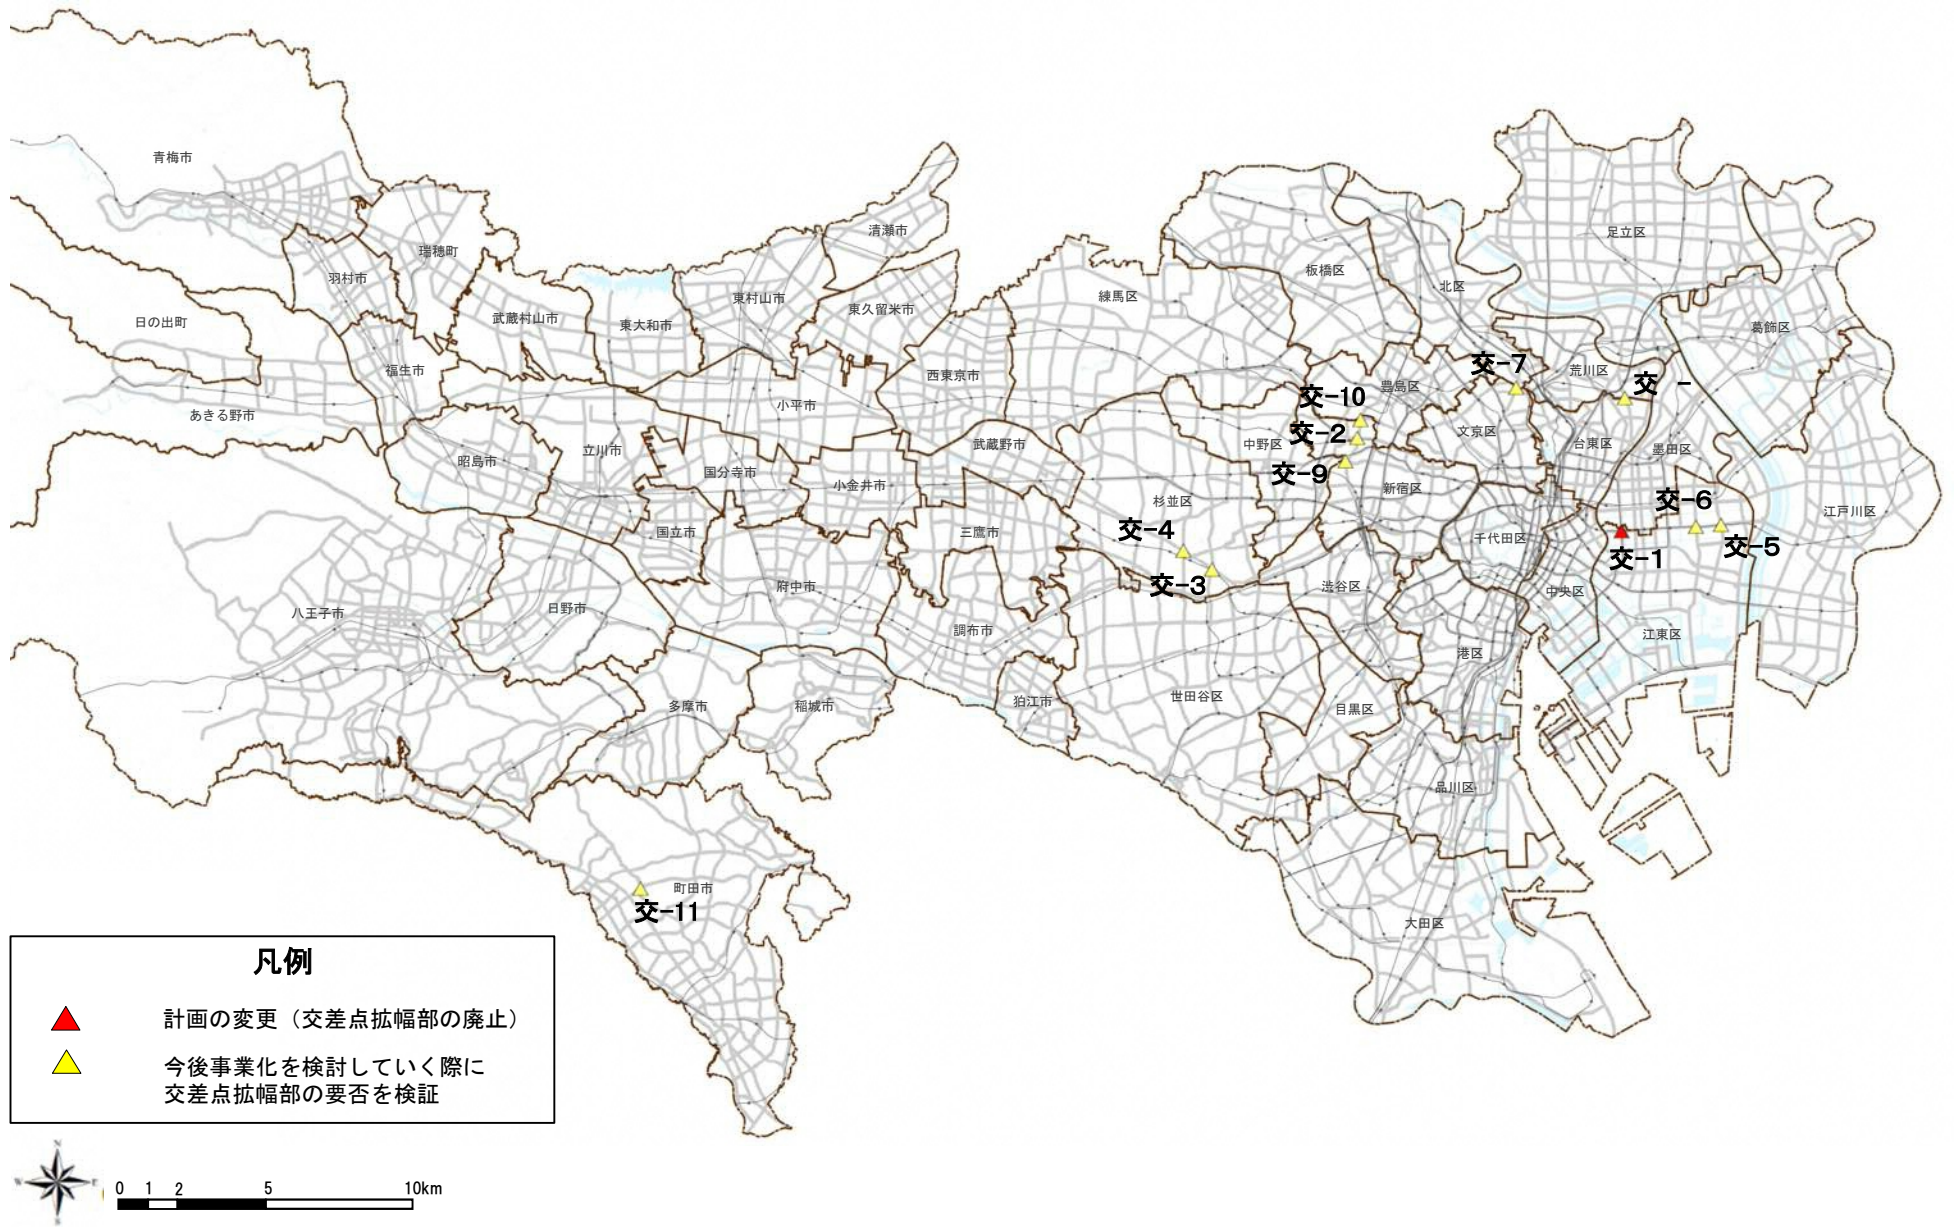 青梅市
瑞穂町
清瀬市
足立区
羽村市
板橋区
北区
練馬区
東村山市
東久留米市
日の出町
武蔵村山市
東大和市
葛飾区
福生市
西東京市
交-7
荒川区
豊島区
交 -
交-10
あきる野市
小平市
交-2
中野区
文京区
台東区
墨田区
武蔵野市
立川市
昭島市
国分寺市
小金井市
交-9
新宿区
杉並区
交-6
江戸川区
交-4
国立市
三鷹市
千代田区
交-1
交-5
交-3
府中市
渋谷区
中央区
八王子市
日野市
調布市
江東区
港区
多摩市
稲城市
狛江市
世田谷区
目黒区
品川区
町田市
交-11
大田区
凡例
計画の変更（交差点拡幅部の廃止）
今後事業化を検討していく際に
交差点拡幅部の要否を検証
N
W
E
S
0 1 2 5 10km